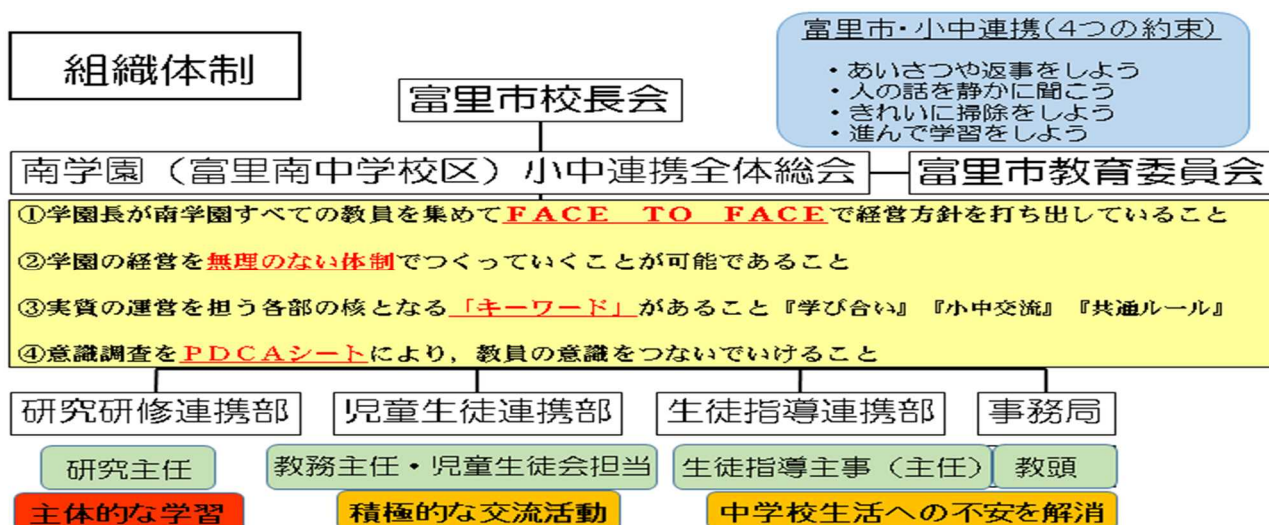 組織体制
富里市・小中連携(4つの約束)
・あいさつや返事をしよう
・人の話を静かに聞こう
・きれいに掃除をしよう
・進んで学習をしよう
富里市校長会
南学園（富里南中学校区）小中連携全体総会
富里市教育委員会
①学園長が南学園すべての教員を集めてＦＡＣＥ　ＴＯ　ＦＡＣＥで経営方針を打ち出していること
②学園の経営を無理のない体制でつくっていくことが可能であること
③実質の運営を担う各部の核となる「キーワード」があること『学び合い』『小中交流』『共通ルール』
④意識調査をＰＤＣＡシートにより，教員の意識をつないでいけること
研究研修連携部
児童生徒連携部
生徒指導連携部
事務局
研究主任
教務主任・児童生徒会担当
生徒指導主事（主任）
教頭
主体的な学習
積極的な交流活動
中学校生活への不安を解消